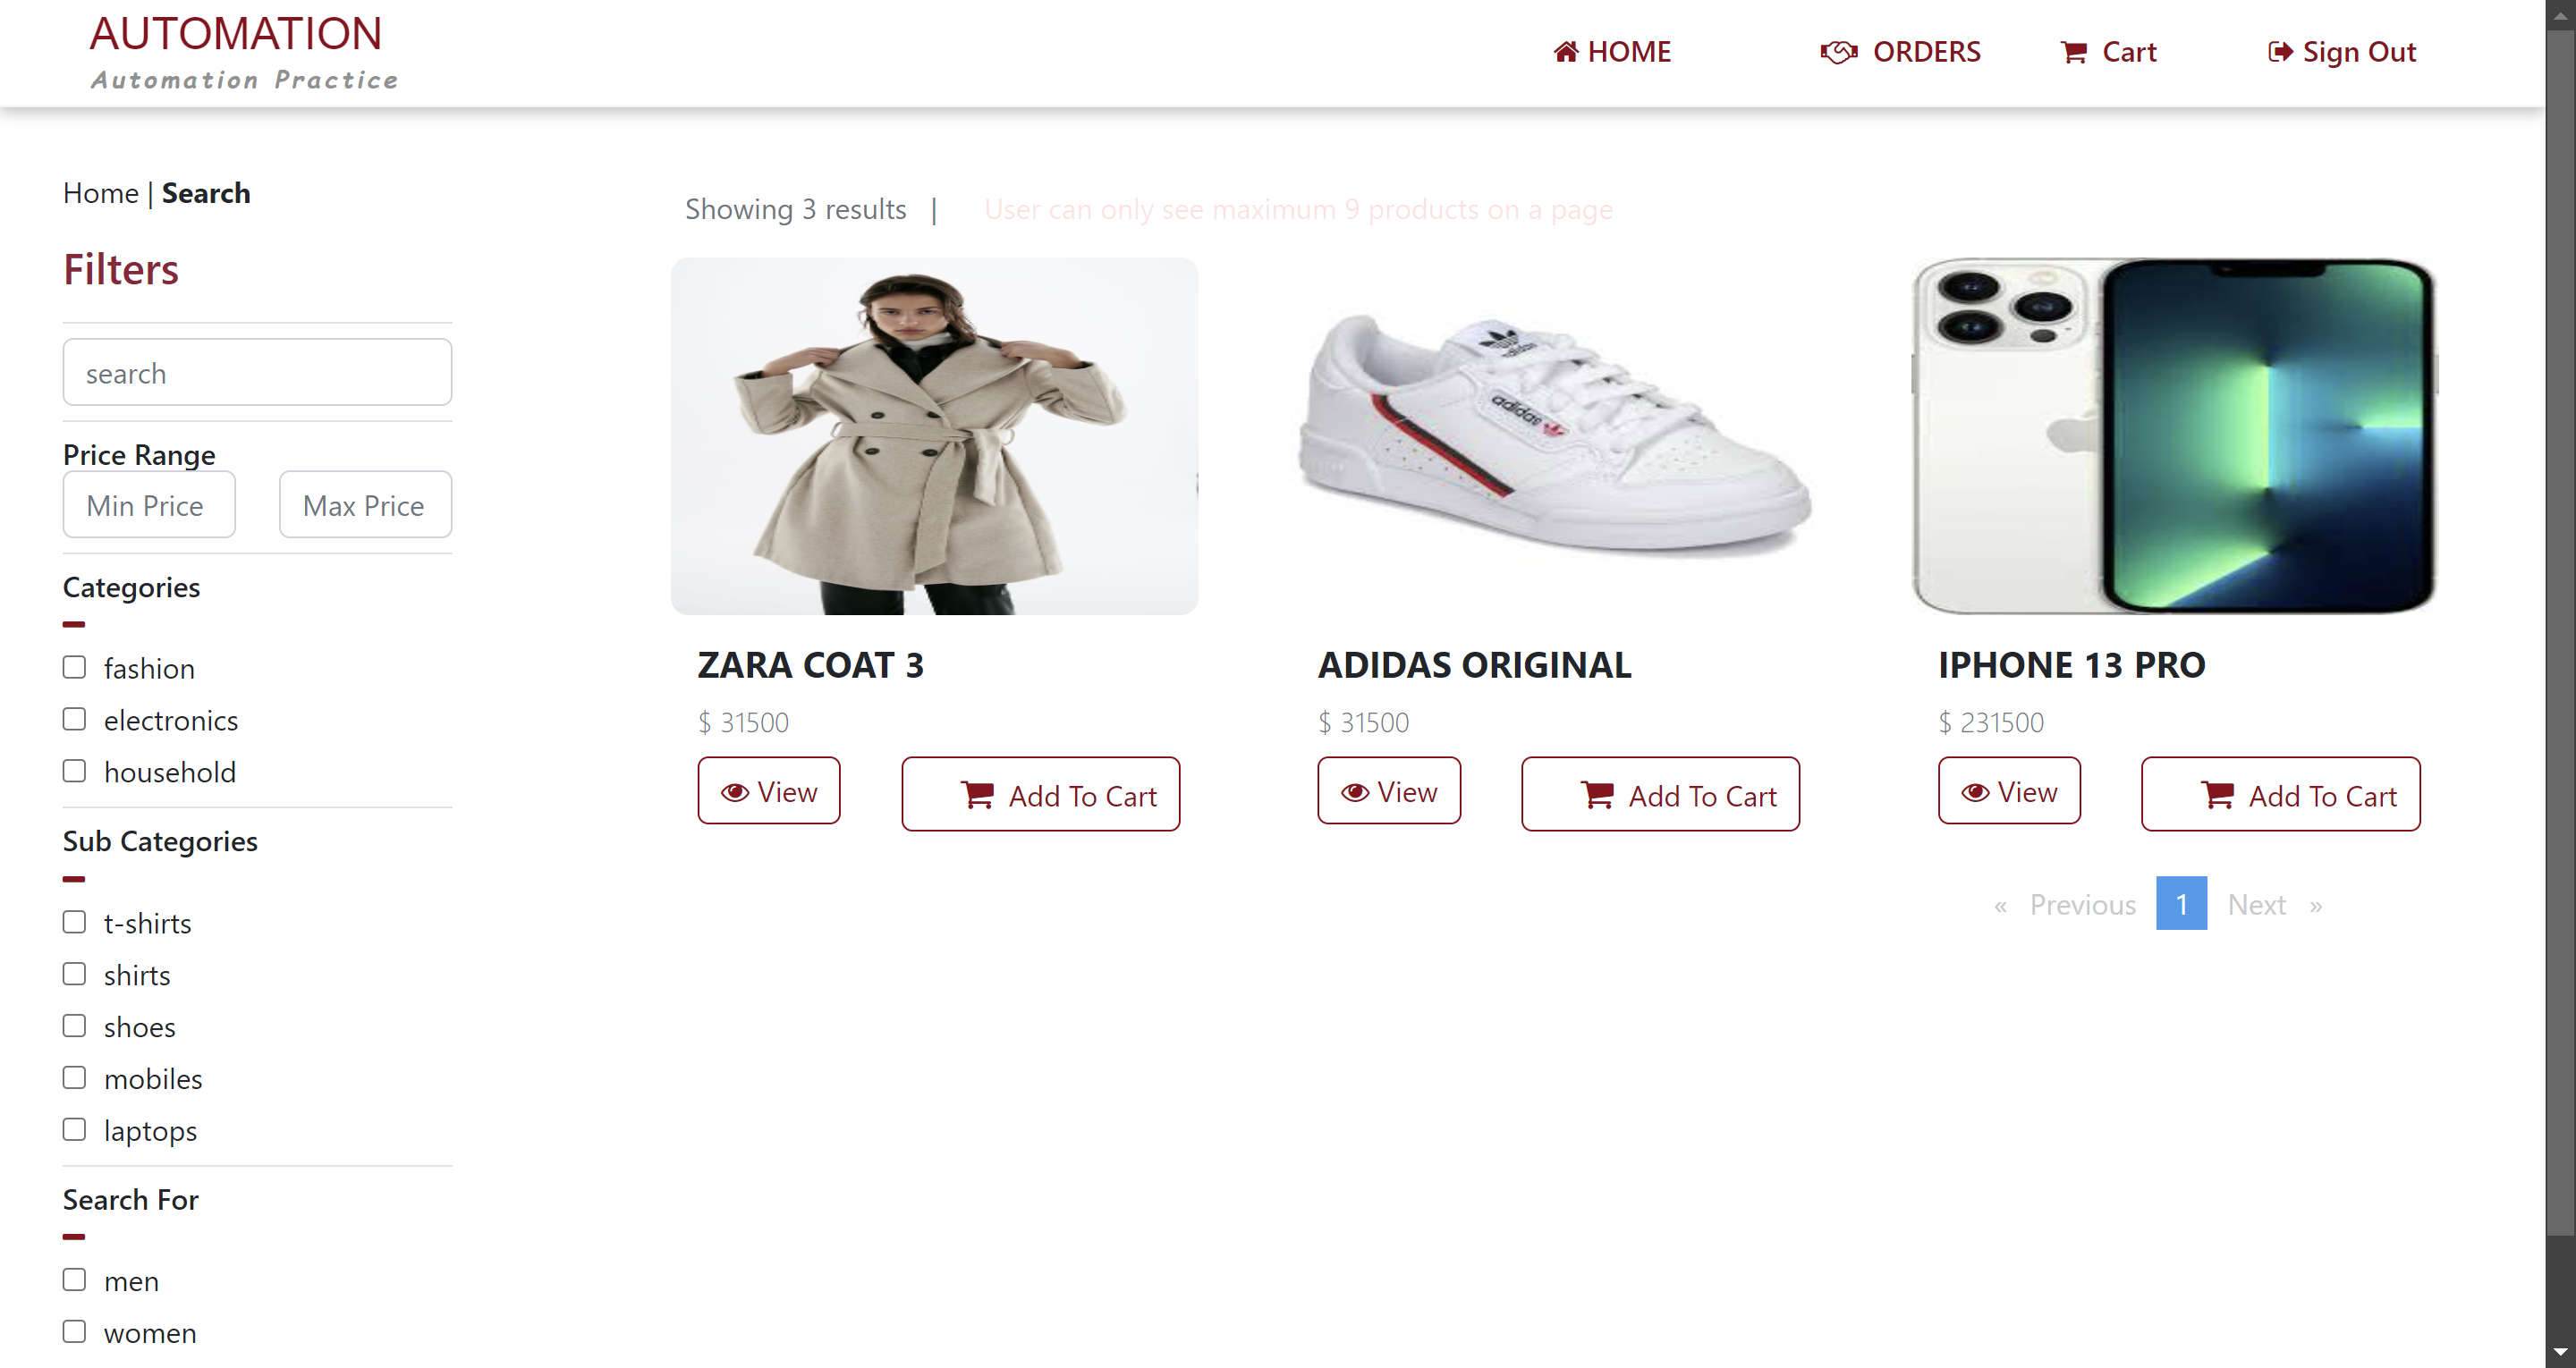 AUTOMATION
Automation Practice
HOME
ORDERS
Cart
Sign Out
Home | Search
Showing 3 results |
User can only see maximum 9 products on a page
Filters
search
Price Range
Min Price
Max Price
Categories
fashion
electronics
household
Sub Categories
t-shirts
shirts
shoes
mobiles
laptops
Search For
men
women
adidas
adidas
ZARA COAT 3
$ 31500
View
Add To Cart
ADIDAS ORIGINAL
$ 31500
View
Add To Cart
IPHONE 13 PRO
$ 231500
View
Add To Cart
« Previous 1 Next »